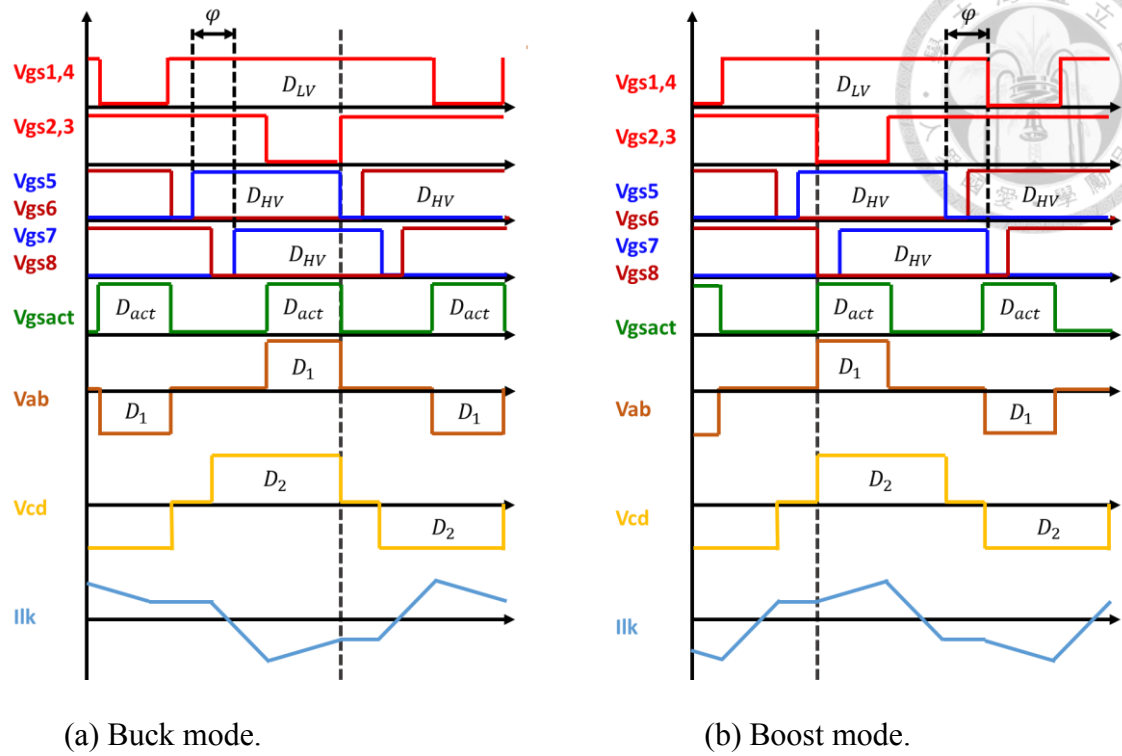 φ
Vgs1,4
D_LV
Vgs2,3
Vgs5
Vgs6
D_HV
D_HV
Vgs7
Vgs8
D_HV
Vgsact
D_act
D_act
D_act
Vab
D_1
D_1
D_1
Vcd
D_2
D_2
Ilk
(a) Buck mode.
φ
Vgs1,4
D_LV
Vgs2,3
Vgs5
Vgs6
D_HV
D_HV
Vgs7
Vgs8
D_HV
Vgsact
D_act
D_act
Vab
D_1
D_1
Vcd
D_2
D_2
Ilk
(b) Boost mode.